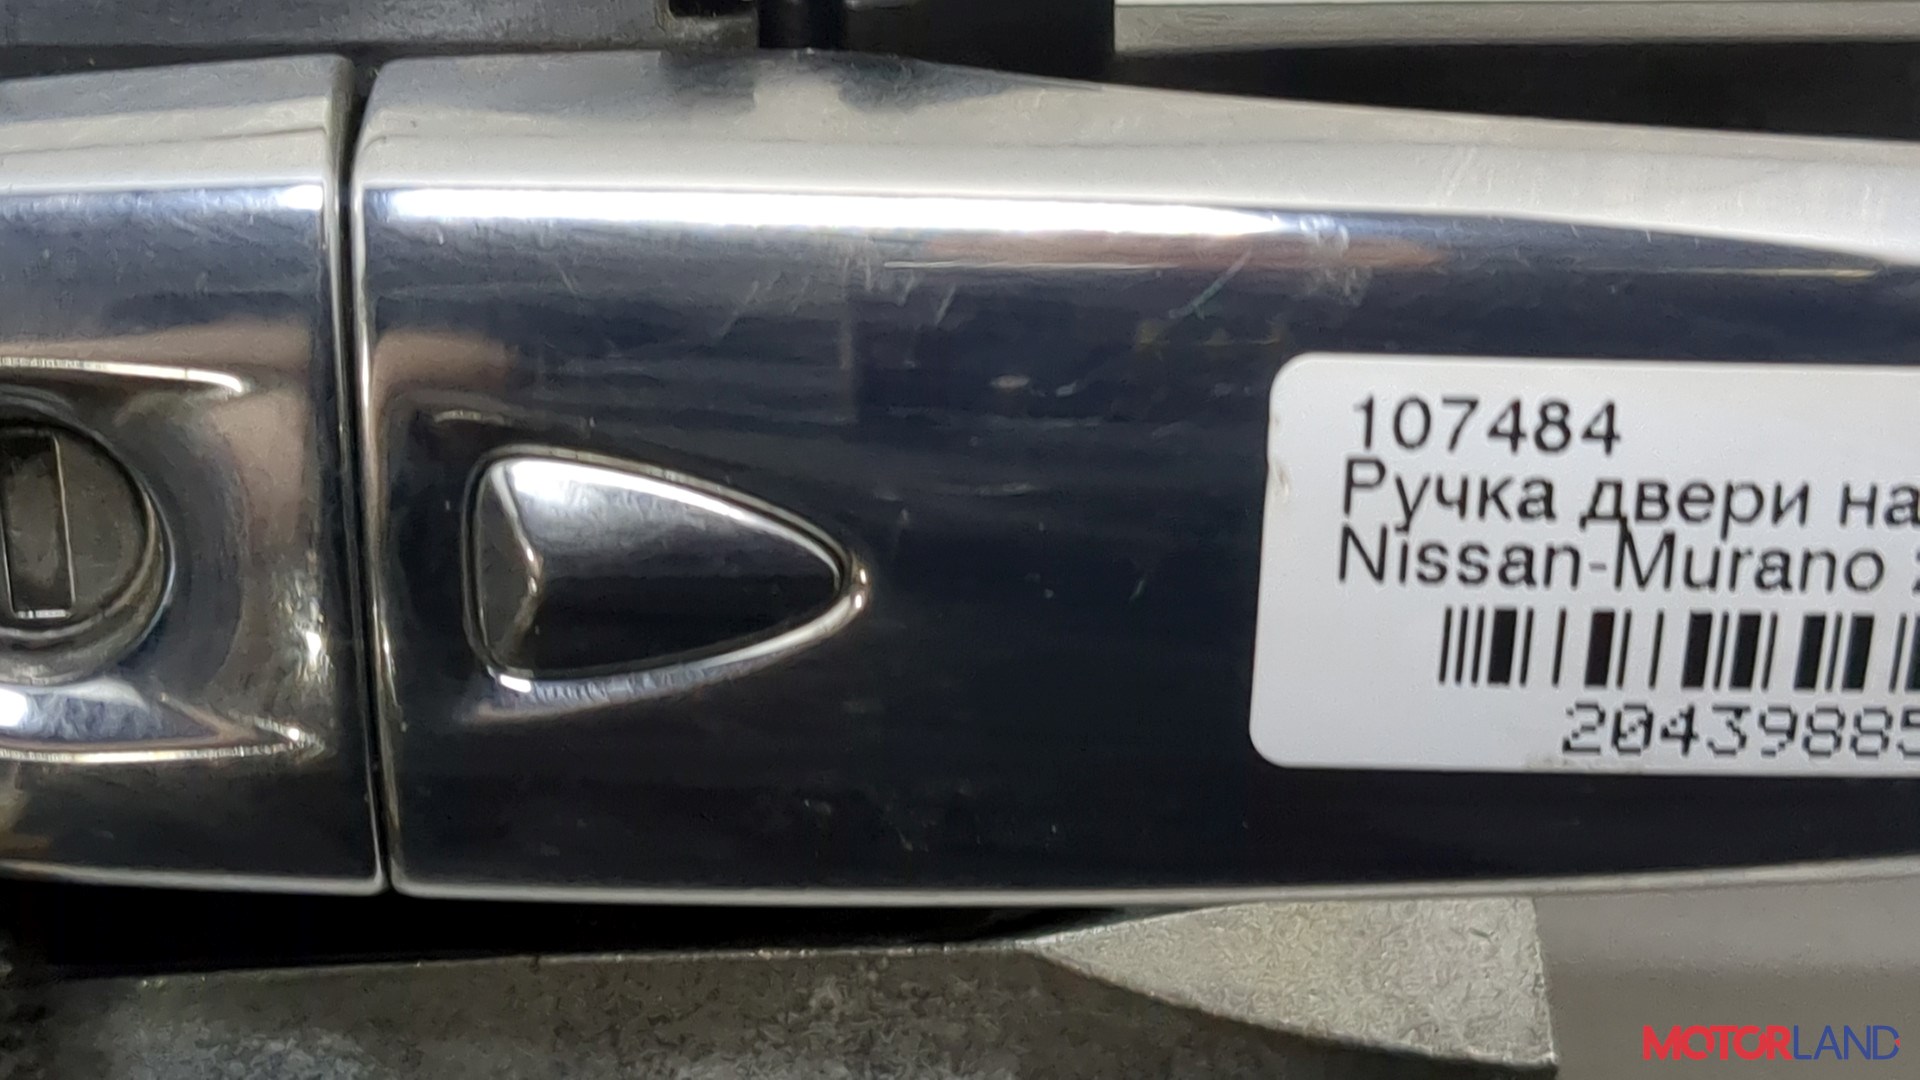 107484
Ручка двери на
Nissan-Murano
20439885
MOTORLAND